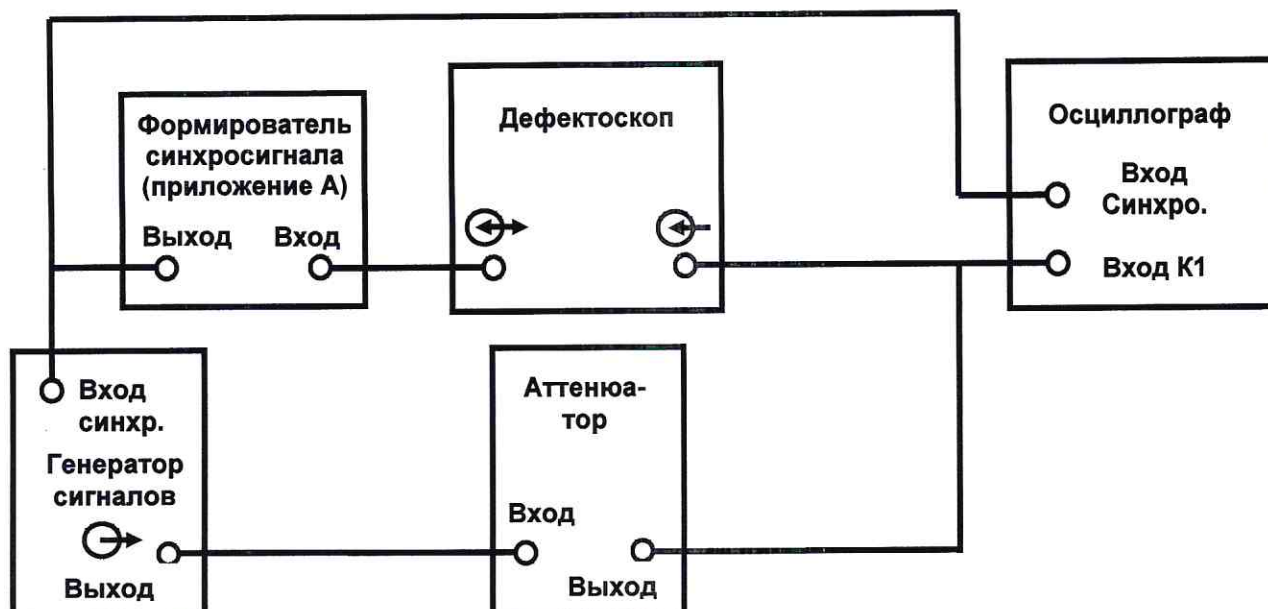 Формирователь
синхросигнала
(приложение А)
Выход Вход
Дефектоскоп
Осциллограф
Вход
Синхро.
Вход К1
Вход
синхр.
Генератор
сигналов
Выход
Аттенюа-
тор
Вход
Выход